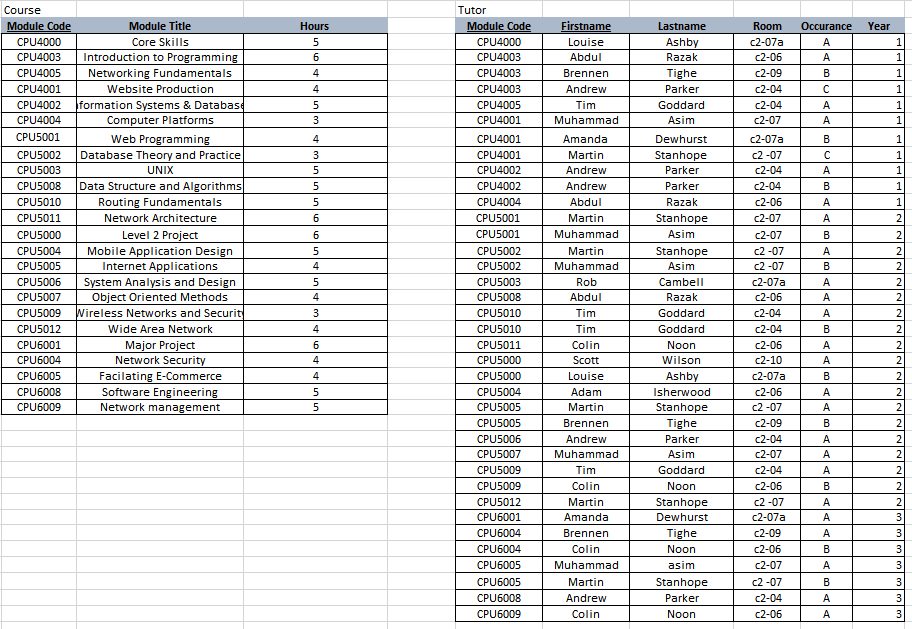 Course Tutor
Module Code Module Title Hours Module Code Firstname Lastname Room Occurance Year
CPU4000 Core Skills 5 CPU4000 Louise Ashby c2-07a A 1
CPU4003 Introduction to Programming 6 CPU4003 Abdul Razak c2-06 A 1
CPU4005 Networking Fundamentals 4 CPU4003 Brennen Tighe c2-09 B 1
CPU4001 Website Production 4 CPU4003 Andrew Parker c2-04 C 1
CPU4002 formation Systems & Database 5 CPU4005 Tim Goddard c2-04 A 1
CPU4004 Computer Platforms 3 CPU4001 Muhammad Asim c2-07 A 1
CPU5001 Web Programming 4 CPU4001 Amanda Dewhurst c2-07a B 1
CPU5002 Database Theory and Practice 3 CPU4001 Martin Stanhope c2 -07 C 1
CPU5003 UNIX 5 CPU4002 Andrew Parker c2-04 A 1
CPU5008 Data Structure and Algorithms 5 CPU4002 Andrew Parker c2-04 B 1
CPU5010 Routing Fundamentals 5 CPU4004 Abdul Razak c2-06 A 1
CPU5011 Network Architecture 6 CPU5001 Martin Stanhope c2-07 A 2
CPU5000 Level 2 Project 6 CPU5001 Muhammad Asim c2-07 B 2
CPU5004 Mobile Application Design 5 CPU5002 Martin Stanhope c2 -07 A 2
CPU5005 Internet Applications 4 CPU5002 Muhammad Asim c2 -07 B 2
CPU5006 System Analysis and Design 5 CPU5003 Rob Cambell c2-07a A 2
CPU5007 Object Oriented Methods 4 CPU5008 Abdul Razak c2-06 A 2
CPU5009 Wireless Networks and Securit 3 CPU5010 Tim Goddard c2-04 A 2
CPU5012 Wide Area Network 4 CPU5010 Tim Goddard c2-04 B 2
CPU6001 Major Project 6 CPU5011 Colin Noon c2-06 A 2
CPU6004 Network Security 4 CPU5000 Scott Wilson c2-10 A 2
CPU6005 Facilating E-Commerce 4 CPU5000 Louise Ashby c2-07a B 2
CPU6008 Software Engineering 5 CPU5004 Adam Isherwood c2-06 A 2
CPU6009 Network management 5 CPU5005 Martin Stanhope c2 -07 A 2
CPU5005 Brennen Tighe c2-09 B 2
CPU5006 Andrew Parker c2-04 A 2
CPU5007 Muhammad Asim c2-07 A 2
CPU5009 Tim Goddard c2-04 A 2
CPU5009 Colin Noon c2-06 B 2
CPU5012 Martin Stanhope c2 -07 A 2
CPU6001 Amanda Dewhurst c2-07a A 3
CPU6004 Brennen Tighe c2-09 A 3
CPU6004 Colin Noon c2-06 B 3
CPU6005 Muhammad asim c2-07 A 3
CPU6005 Martin Stanhope c2 -07 B 3
CPU6008 Andrew Parker c2-04 A 3
CPU6009 Colin Noon c2-06 A 3